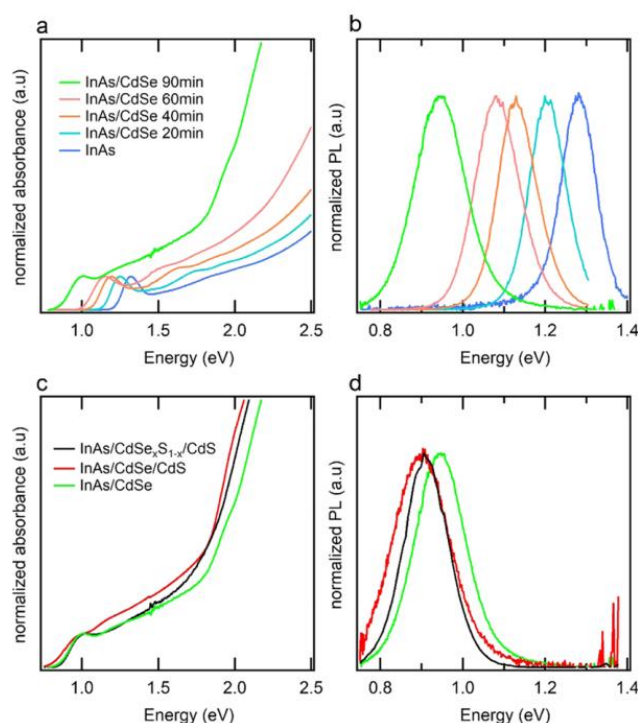 a
b
normalized absorbance (a.u)
InAs/CdSe 90min
InAs/CdSe 60min
InAs/CdSe 40min
InAs/CdSe 20min
InAs
1.0 1.5 2.0 2.5
Energy (eV)
normalized PL (a.u)
0.8 1.0 1.2 1.4
Energy (eV)
c
d
normalized absorbance (a.u)
InAs/CdSeₓS₁₋ₓ/CdS
InAs/CdSe/CdS
InAs/CdSe
1.0 1.5 2.0 2.5
Energy (eV)
normalized PL (a.u)
0.8 1.0 1.2 1.4
Energy (eV)